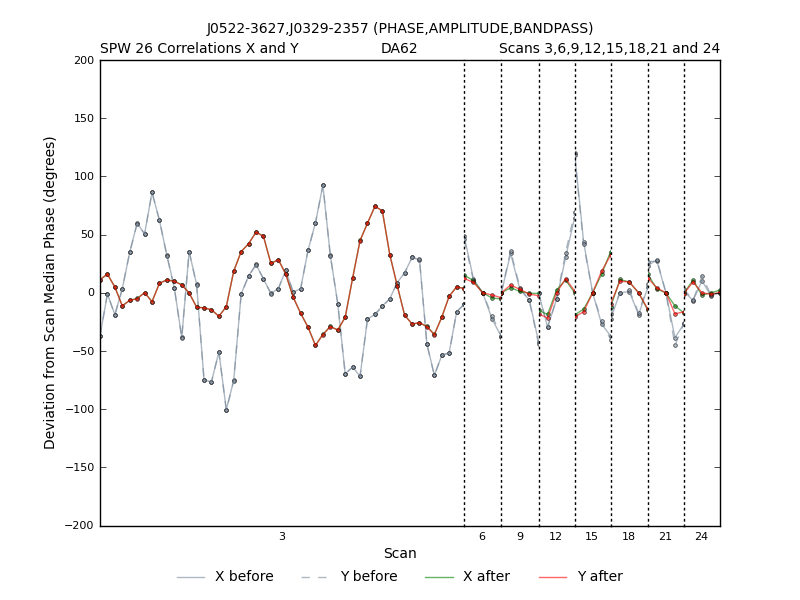 J0522-3627,J0329-2357 (PHASE,AMPLITUDE,BANDPASS)
SPW 26 Correlations X and Y DA62 Scans 3,6,9,12,15,18,21 and 24
200
150
100
50
0
−50
−100
−150
−200
Deviation from Scan Median Phase (degrees)
3 6 9 12 15 18 21 24
Scan
X before Y before X after Y after